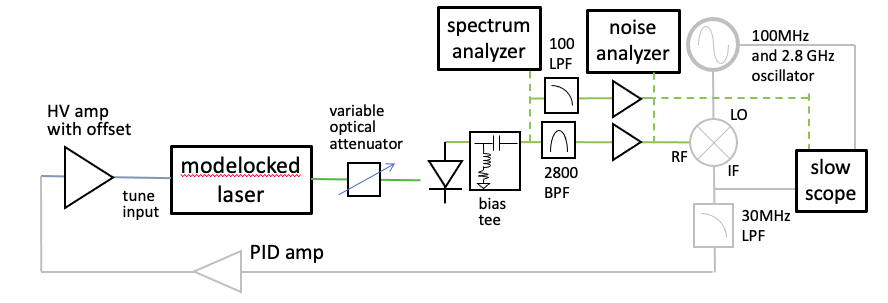 spectrum
analyzer
100
LPF
noise
analyzer
100MHz
and 2.8 GHz
oscillator
HV amp
with offset
variable
optical
attenuator
LO
modelocked
laser
RF
IF
slow
scope
tune
input
2800
BPF
bias
tee
30MHz
LPF
PID amp